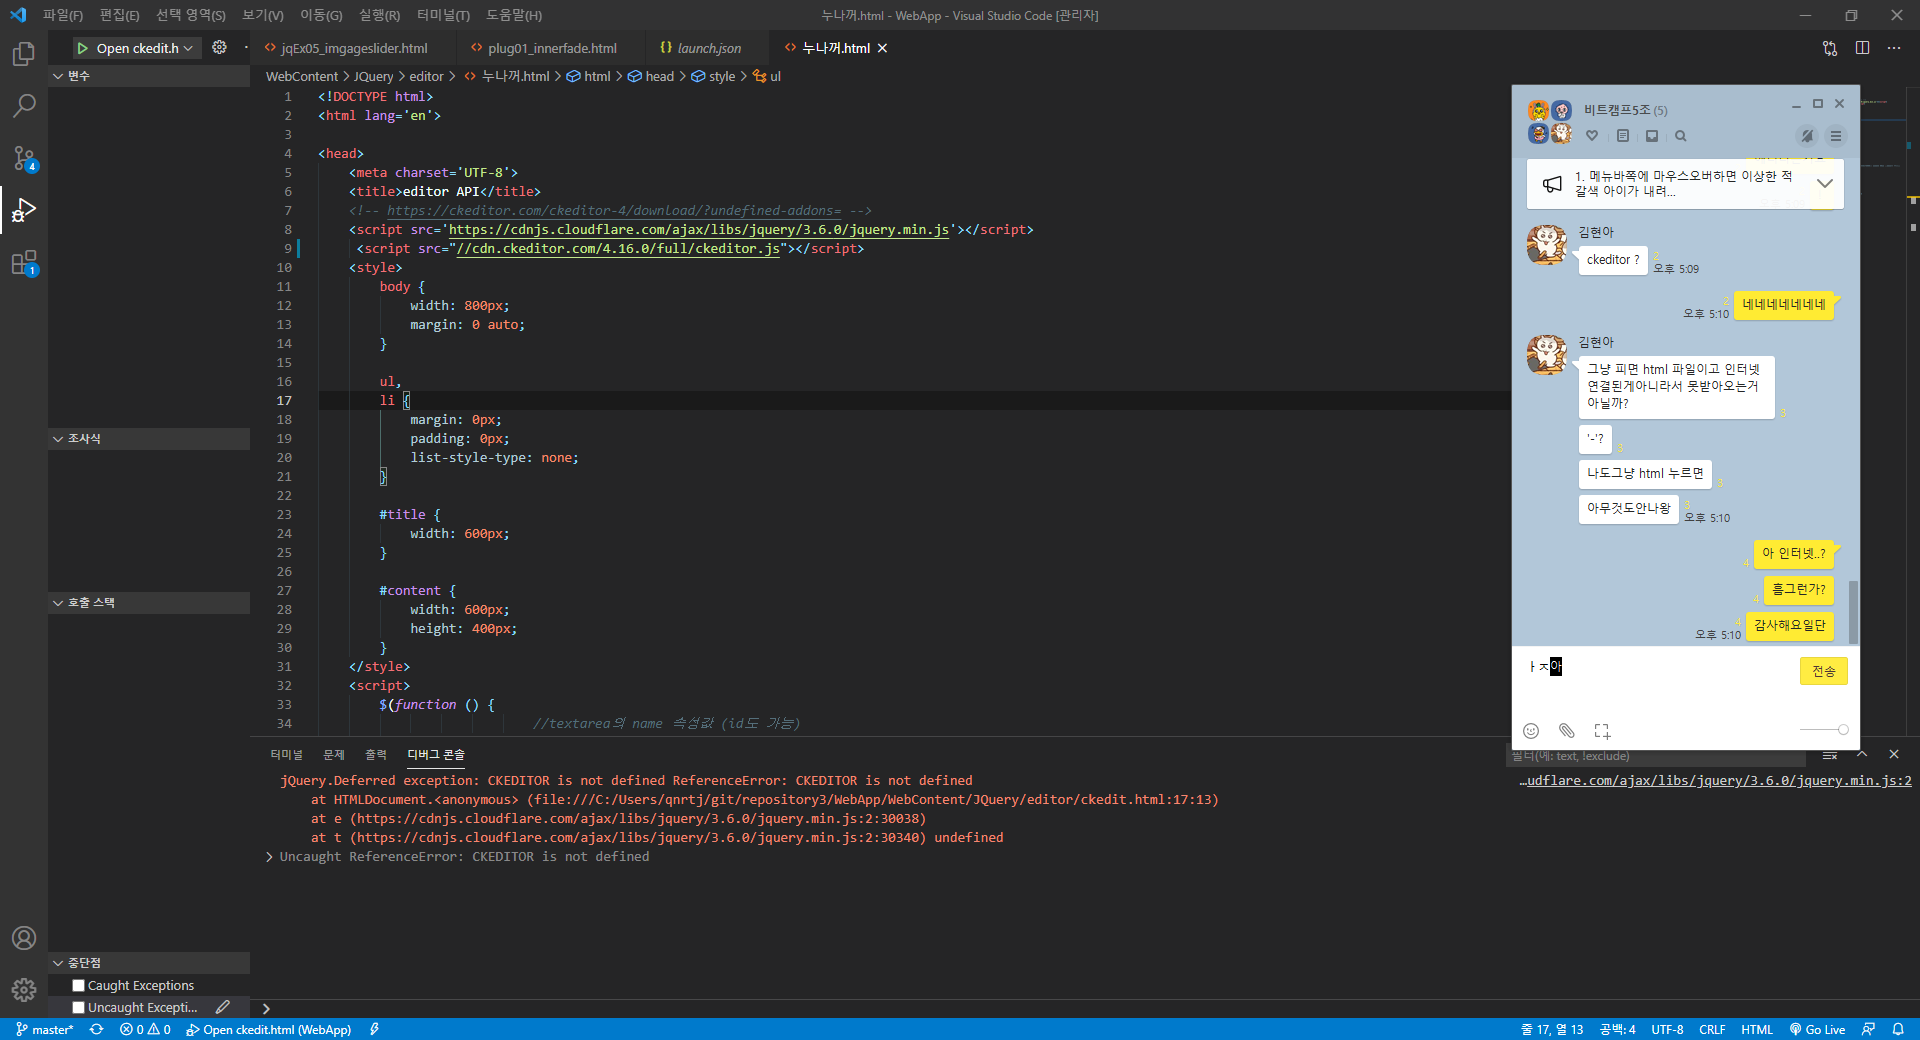 파일(F) 편집(E) 선택 영역(S) 보기(V) 이동(G) 실행(R) 터미널(T) 도움말(H)
누나꺼.html - WebApp - Visual Studio Code [관리자]
Open ckedit.h
jqEx05_imgageslider.html
plug01_innerfade.html
launch.json
누나꺼.html
변수
WebContent > JQuery > editor > 누나꺼.html > html > head > style > ul
1 <!DOCTYPE html>
2 <html lang='en'>
3
4 <head>
5 <meta charset='UTF-8'>
6 <title>editor API</title>
7 <!-- https://ckeditor.com/ckeditor-4/download/?undefined-addons= -->
8 <script src='https://cdnjs.cloudflare.com/ajax/libs/jquery/3.6.0/jquery.min.js'></script>
9 <script src="//cdn.ckeditor.com/4.16.0/full/ckeditor.js"></script>
10 <style>
11 body {
12 width: 800px;
13 margin: 0 auto;
14 }
15
16 ul,
17 li {
18 margin: 0px;
19 padding: 0px;
20 list-style-type: none;
21 }
22
23 #title {
24 width: 600px;
25 }
26
27 #content {
28 width: 600px;
29 height: 400px;
30 }
31 </style>
32 <script>
33 $(function () {
34 //textarea의 name 속성값 (id도 가능)
조사식
호출 스택
중단점
Caught Exceptions
Uncaught Excepti...
4
1
터미널 문제 출력 디버그 콘솔
필터(예: text, !exclude)
jQuery.Deferred exception: CKEDITOR is not defined ReferenceError: CKEDITOR is not defined
…udflare.com/ajax/libs/jquery/3.6.0/jquery.min.js:2
at HTMLDocument.<anonymous> (file:///C:/Users/qnrtj/git/repository3/WebApp/WebContent/JQuery/editor/ckedit.html:17:13)
at e (https://cdnjs.cloudflare.com/ajax/libs/jquery/3.6.0/jquery.min.js:2:30038)
at t (https://cdnjs.cloudflare.com/ajax/libs/jquery/3.6.0/jquery.min.js:2:30340) undefined
> Uncaught ReferenceError: CKEDITOR is not defined
비트캠프5조 (5)
1. 메뉴바쪽에 마우스오버하면 이상한 적
갈색 아이가 내려...
김현아
ckeditor ?
2
오후 5:09
2
오후 5:10
네네네네네네네
김현아
그냥 피면 html 파일이고 인터넷
연결된게아니라서 못받아오는거
아닐까?
3
'-'?
3
나도그냥 html 누르면
3
아무것도안나왕
3
오후 5:10
4
아 인터넷..?
4
흠그런가?
4
오후 5:10
감사해요일단
ㅏㅈ아
전송
master* 0 0 Open ckedit.html (WebApp)
줄 17, 열 13 공백: 4 UTF-8 CRLF HTML Go Live